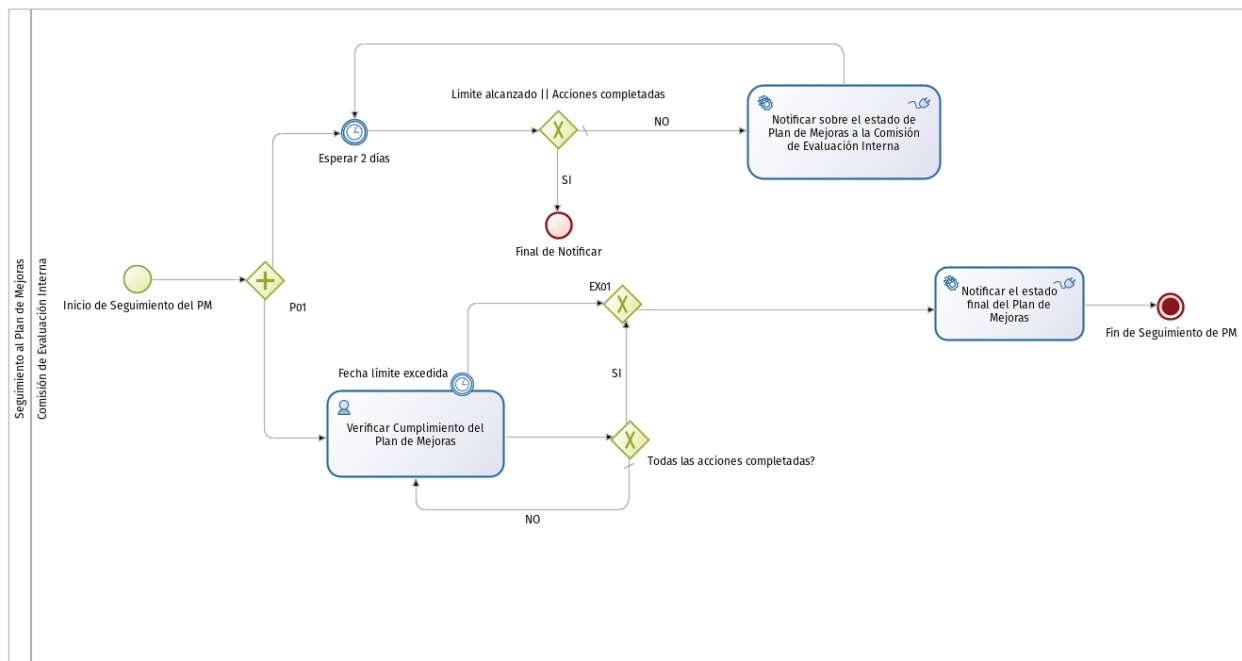 Seguimiento al Plan de Mejoras
Comisión de Evaluación Interna
Limite alcanzado || Acciones completadas
NO
Notificar sobre el estado de
Plan de Mejoras a la Comisión
de Evaluación Interna
Esperar 2 días
SI
Final de Notificar
Inicio de Seguimiento del PM
P01
EX01
Notificar el estado
final del Plan de
Mejoras
Fin de Seguimiento de PM
Fecha límite excedida
SI
Verificar Cumplimiento del
Plan de Mejoras
Todas las acciones completadas?
NO